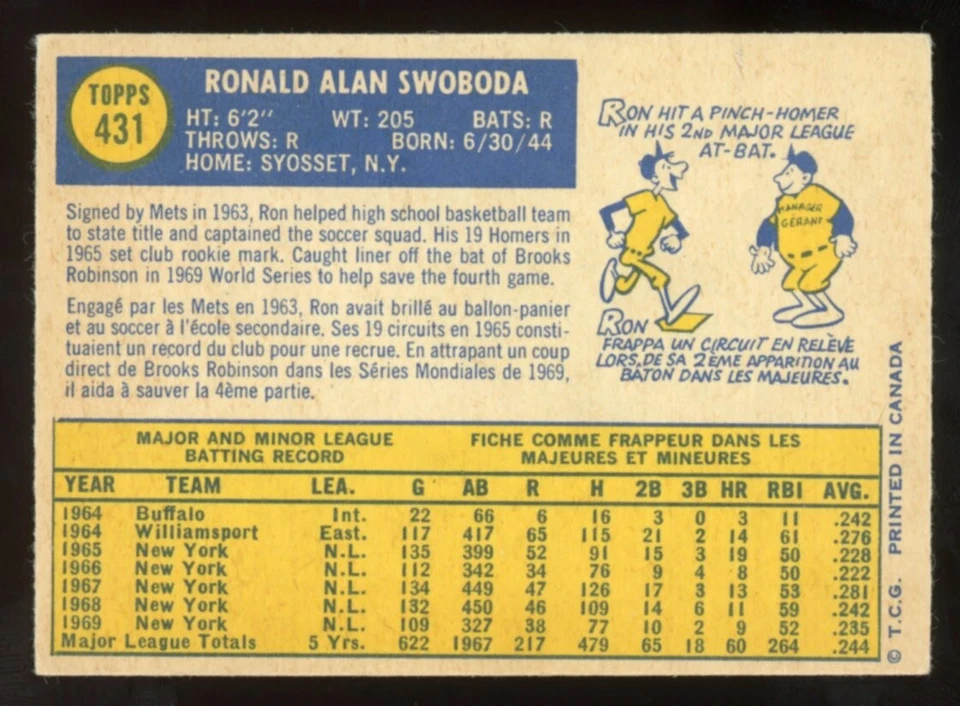 TOPPS
431
RONALD ALAN SWOBODA
HT: 6'2" WT: 205 BATS: R
THROWS: R BORN: 6/30/44
HOME: SYOSSET, N.Y.
Signed by Mets in 1963, Ron helped high school basketball team
to state title and captained the soccer squad. His 19 Homers in
1965 set club rookie mark. Caught liner off the bat of Brooks
Robinson in 1969 World Series to help save the fourth game.
Engagé par les Mets en 1963, Ron avait brillé au ballon-panier
et au soccer à l'école secondaire. Ses 19 circuits en 1965 consti-
tuaient un record du club pour une recrue. En attrapant un coup
direct de Brooks Robinson dans les Séries Mondiales de 1969,
il aida à sauver la 4ème partie.
RON HIT A PINCH-HOMER
IN HIS 2ND MAJOR LEAGUE
AT-BAT.
MANAGER
GÉRANT
RON
FRAPPA UN CIRCUIT EN RELÈVE
LORS DE SA 2ÈME APPARITION AU
BÂTON DANS LES MAJEURES.
MAJOR AND MINOR LEAGUE
BATTING RECORD
FICHE COMME FRAPPEUR DANS LES
MAJEURES ET MINEURES
YEAR TEAM LEA. G AB R H 2B 3B HR RBI AVG.
1964 Buffalo Int. 22 66 6 16 3 0 3 11 .242
1964 Williamsport East. 117 417 65 115 21 2 14 61 .276
1965 New York N.L. 135 399 52 91 15 3 19 50 .228
1966 New York N.L. 112 342 34 76 9 4 8 50 .222
1967 New York N.L. 134 449 47 126 17 3 13 53 .281
1968 New York N.L. 132 450 46 109 14 6 11 59 .242
1969 New York N.L. 109 327 38 77 10 2 9 52 .235
Major League Totals 5 Yrs. 622 1967 217 479 65 18 60 264 .244
© T.C.G. PRINTED IN CANADA